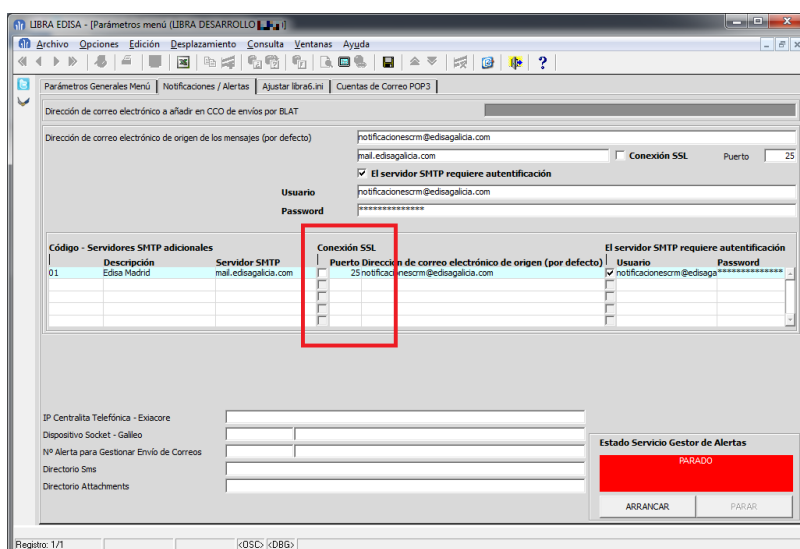 LIBRA EDISA - [Parámetros menú (LIBRA DESARROLLO
Archivo Opciones Edición Desplazamiento Consulta Ventanas Ayuda
Parámetros Generales Menú Notificaciones / Alertas Ajustar libra6.ini Cuentas de Correo POP3
Dirección de correo electrónico a añadir en CCO de envíos por BLAT
Dirección de correo electrónico de origen de los mensajes (por defecto) notificacionescrm@edisagalicia.com
mail.edisagalicia.com Conexión SSL Puerto 25
El servidor SMTP requiere autentificación
Usuario notificacionescrm@edisagalicia.com
Password **************
Código - Servidores SMTP adicionales Conexión SSL El servidor SMTP requiere autentificación
Descripción Servidor SMTP Puerto Dirección de correo electrónico de origen (por defecto) Usuario Password
01 Edisa Madrid mail.edisagalicia.com 25 notificacionescrm@edisagalicia.com notificacionescrm@edisaga **************
IP Centralita Telefónica - Exiacore
Dispositivo Socket - Galileo
Nº Alerta para Gestionar Envío de Correos
Directorio Sms
Directorio Attachments
Estado Servicio Gestor de Alertas
PARADO
ARRANCAR PARAR
Registro: 1/1 <OSC> <DBG>